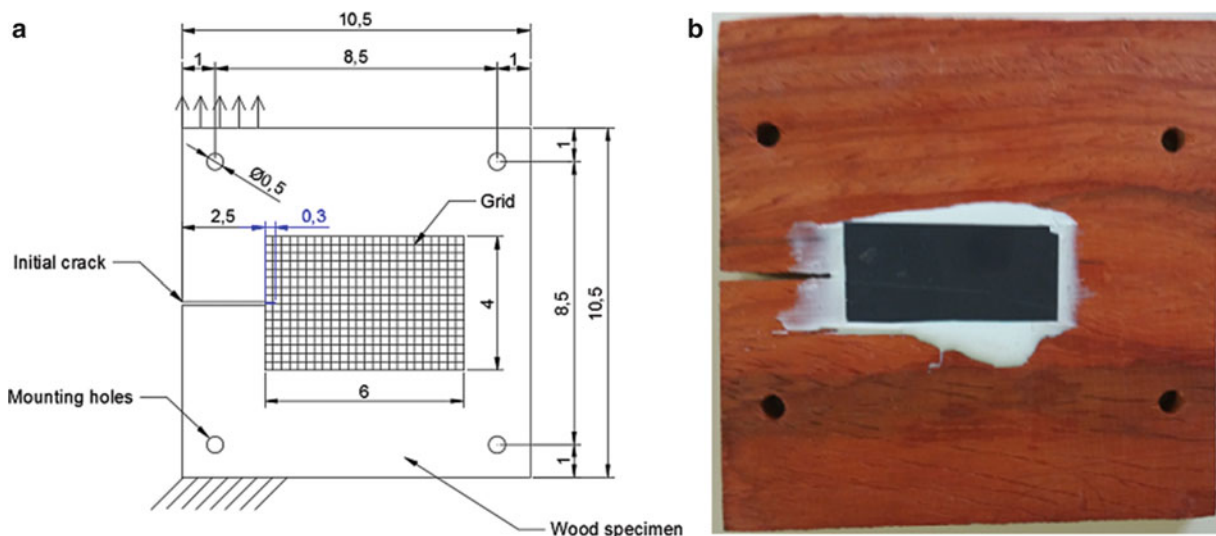 a
b
10,5
1
8,5
1
1
Ø0,5
2,5
0,3
Grid
Initial crack
4
8,5
10,5
6
Mounting holes
1
Wood specimen